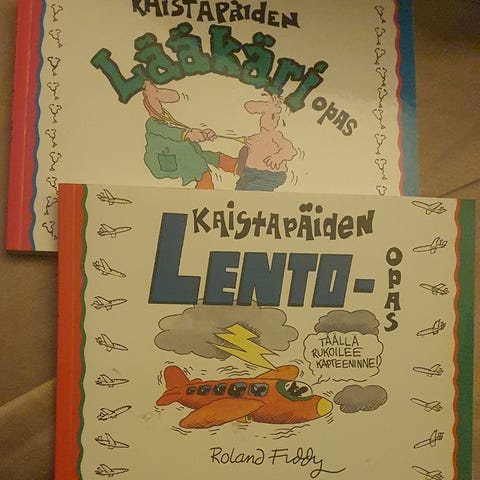 KAISTAPÄIDEN
LÄÄKÄRI
OPAS
KAISTAPÄIDEN
LENTO-
OPAS
TÄÄLLÄ
RUKOILEE
KAPTEENINNE!
Roland Fiddy